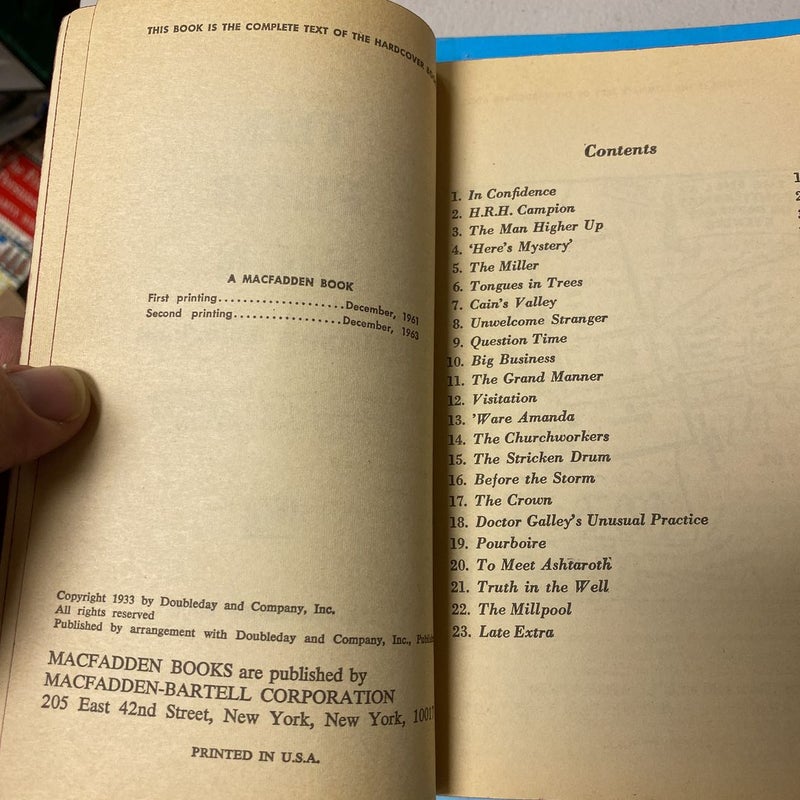 THIS BOOK IS THE COMPLETE TEXT OF THE HARDCOVER
A MACFADDEN BOOK
First printing....................December, 1961
Second printing.................December, 1963
Copyright 1933 by Doubleday and Company, Inc.
All rights reserved
Published by arrangement with Doubleday and Company, Inc.,
MACFADDEN BOOKS are published by
MACFADDEN-BARTELL CORPORATION
205 East 42nd Street, New York, New York, 10017
PRINTED IN U.S.A.
Contents
1. In Confidence
2. H.R.H. Campion
3. The Man Higher Up
4. 'Here's Mystery'
5. The Miller
6. Tongues in Trees
7. Cain's Valley
8. Unwelcome Stranger
9. Question Time
10. Big Business
11. The Grand Manner
12. Visitation
13. 'Ware Amanda
14. The Churchworkers
15. The Stricken Drum
16. Before the Storm
17. The Crown
18. Doctor Galley's Unusual Practice
19. Pourboire
20. To Meet Ashtaroth
21. Truth in the Well
22. The Millpool
23. Late Extra